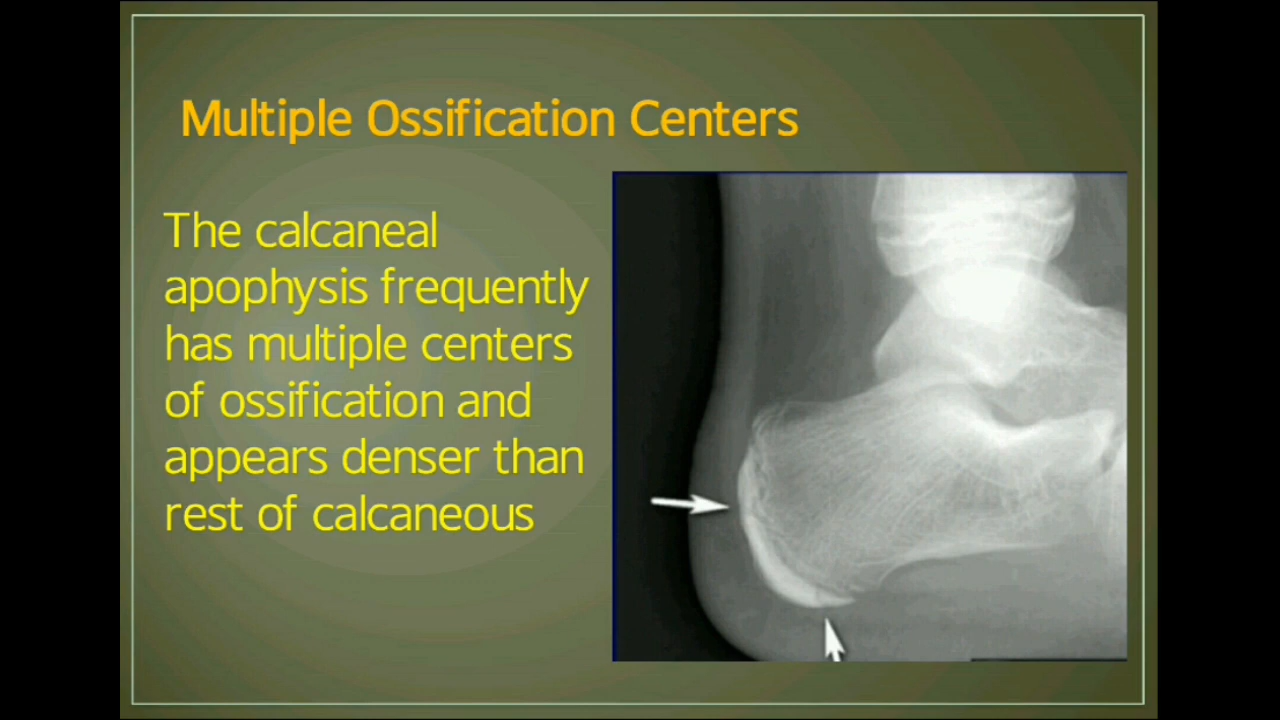 Multiple Ossification Centers
The calcaneal
apophysis frequently
has multiple centers
of ossification and
appears denser than
rest of calcaneous